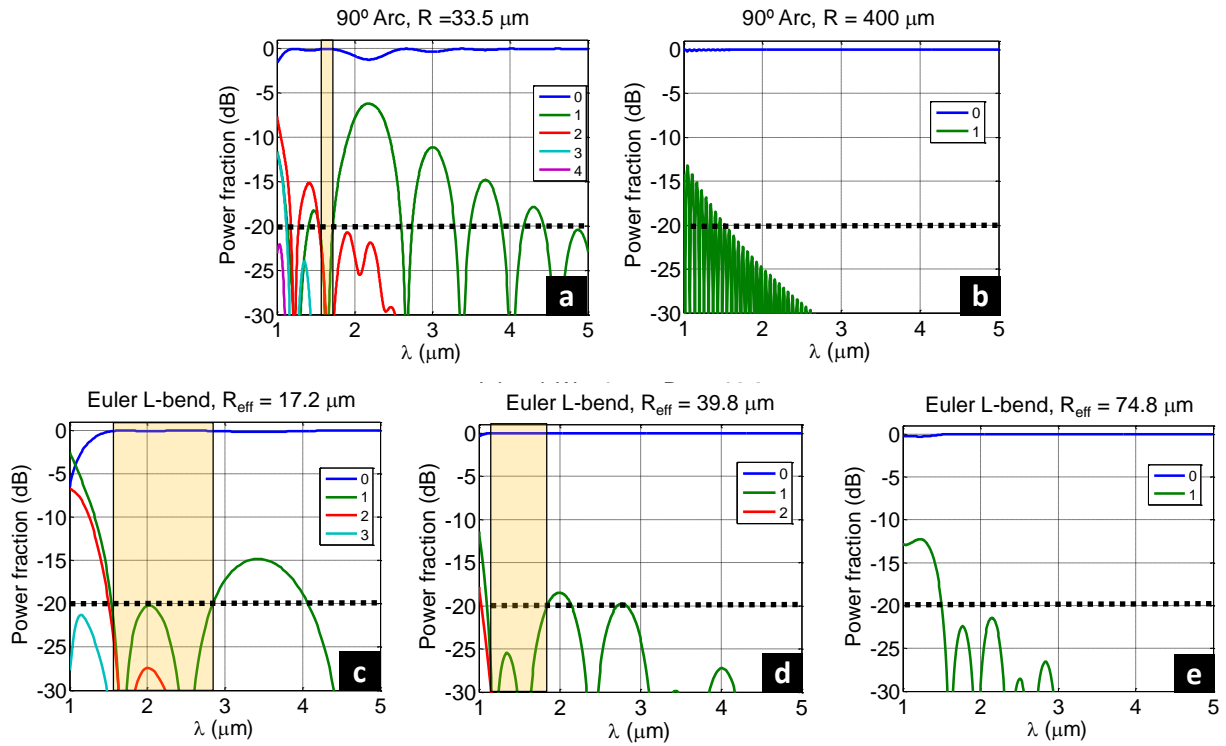 90º Arc, R =33.5 μm
0
-5
-10
-15
-20
-25
-30
Power fraction (dB)
1 2 3 4 5
λ (μm)
0
1
2
3
4
a
90º Arc, R = 400 μm
0
-5
-10
-15
-20
-25
-30
Power fraction (dB)
1 2 3 4 5
λ (μm)
0
1
b
Euler L-bend, Reff = 17.2 μm
0
-5
-10
-15
-20
-25
-30
Power fraction (dB)
1 2 3 4 5
λ (μm)
0
1
2
3
c
Euler L-bend, Reff = 39.8 μm
0
-5
-10
-15
-20
-25
-30
Power fraction (dB)
1 2 3 4 5
λ (μm)
0
1
2
d
Euler L-bend, Reff = 74.8 μm
0
-5
-10
-15
-20
-25
-30
Power fraction (dB)
1 2 3 4 5
λ (μm)
0
1
e